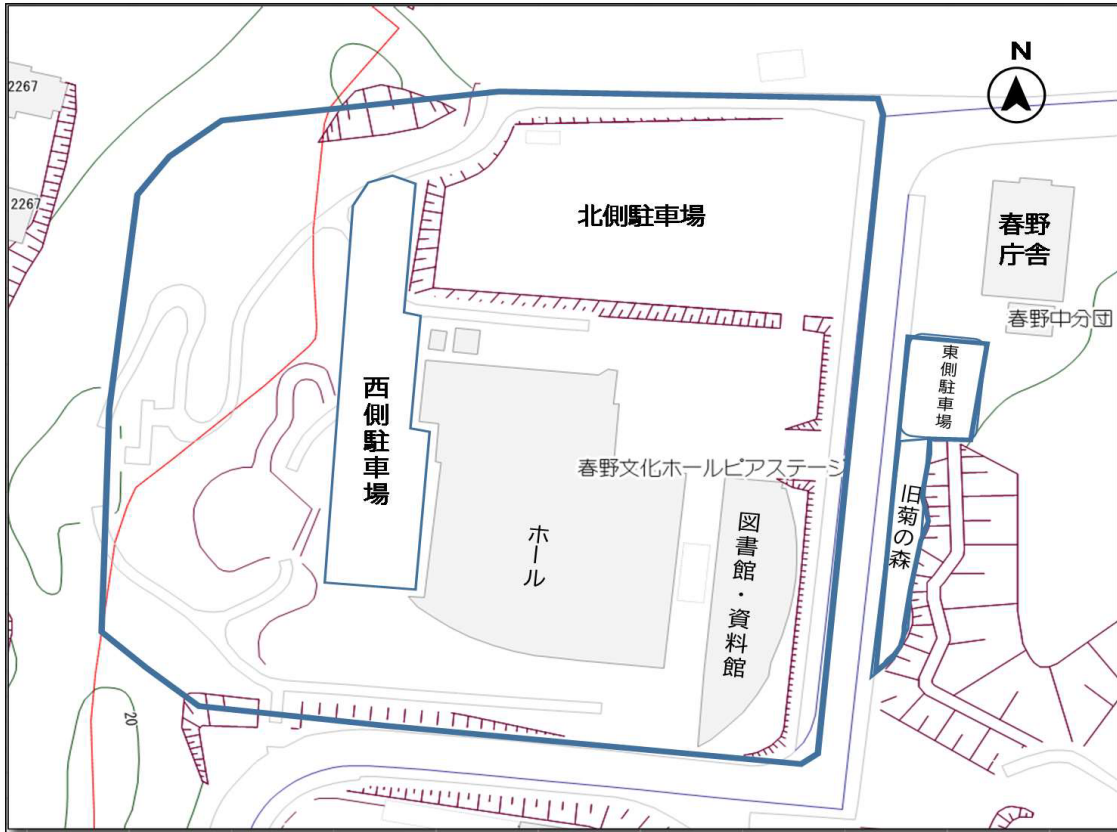 N
2267
2267
北側駐車場
春野
庁舎
春野中分団
東側駐車場
西側駐車場
春野文化ホールピアステージ
旧菊の森
図書館・資料館
ホール
20